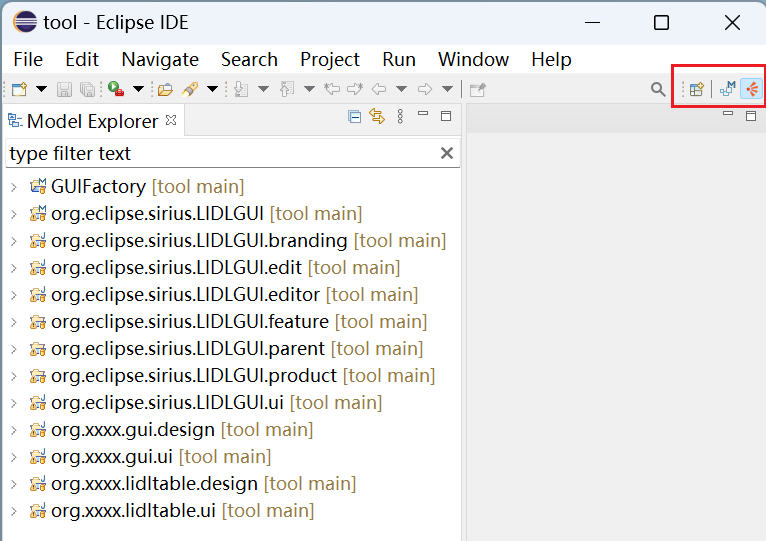 tool - Eclipse IDE
File Edit Navigate Search Project Run Window Help
Model Explorer
type filter text
GUIFactory [tool main]
org.eclipse.sirius.LIDLGUI [tool main]
org.eclipse.sirius.LIDLGUI.branding [tool main]
org.eclipse.sirius.LIDLGUI.edit [tool main]
org.eclipse.sirius.LIDLGUI.editor [tool main]
org.eclipse.sirius.LIDLGUI.feature [tool main]
org.eclipse.sirius.LIDLGUI.parent [tool main]
org.eclipse.sirius.LIDLGUI.product [tool main]
org.eclipse.sirius.LIDLGUI.ui [tool main]
org.xxxx.gui.design [tool main]
org.xxxx.gui.ui [tool main]
org.xxxx.lidltable.design [tool main]
org.xxxx.lidltable.ui [tool main]